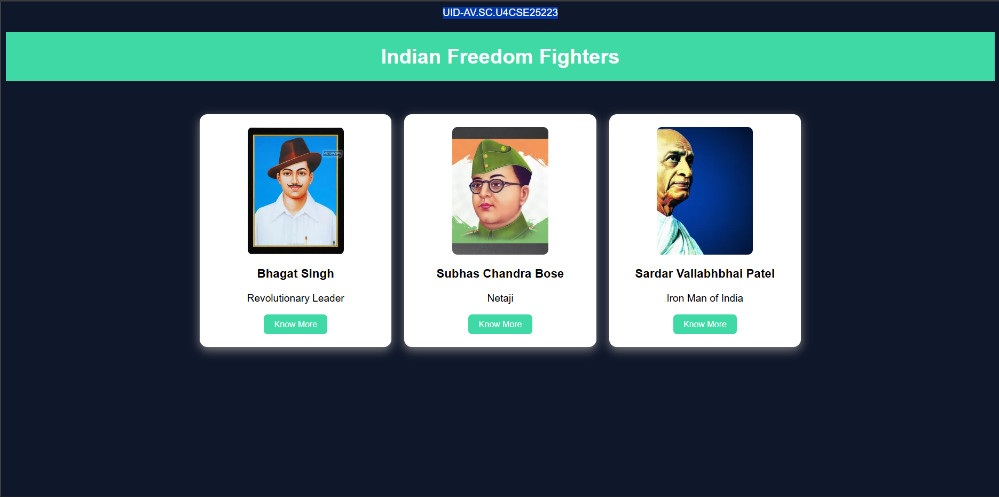 UID-AV.SC.U4CSE25223
Indian Freedom Fighters
Bhagat Singh
Revolutionary Leader
Know More
Subhas Chandra Bose
Netaji
Know More
Sardar Vallabhbhai Patel
Iron Man of India
Know More